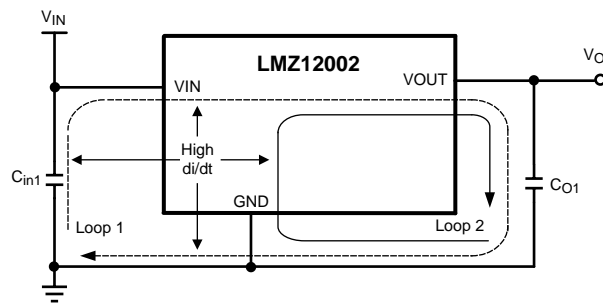 VIN
LMZ12002
VO
VIN
VOUT
High
di/dt
Cin1
CO1
GND
Loop 1
Loop 2